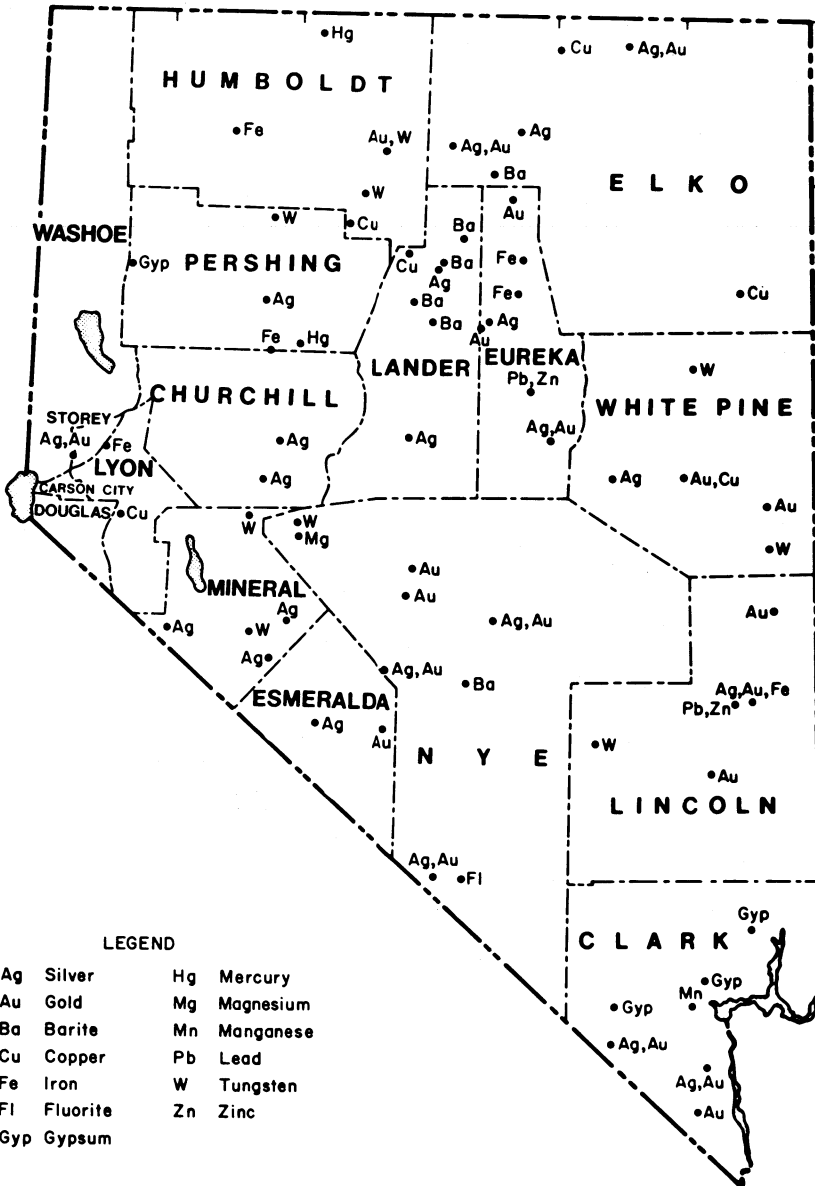 Hg
Cu
Ag,Au
HUMBOLDT
Fe
Au,W
Ag,Au
Ag
Ba
W
ELKO
Au
W
Cu
WASHOE
Ba
Gyp
PERSHING
Cu
Ba
Fe
Ag
Ag
Ba
Fe
Cu
Ba
Ag
Au
Fe
Hg
LANDER
EUREKA
Pb,Zn
W
CHURCHILL
WHITE PINE
STOREY
Ag,Au
Fe
Ag
Ag
Ag,Au
LYON
Ag
Ag
Au,Cu
CARSON CITY
DOUGLAS
Cu
W
W
Mg
Au
W
Au
Au
MINERAL
Ag
Ag
W
Ag,Au
Au
Ag
Ag,Au
Ba
ESMERALDA
Ag
Au
Ag,Au,Fe
Pb,Zn
W
NYE
Au
LINCOLN
Ag,Au
Fl
Gyp
CLARK
Gyp
Mn
Gyp
Ag,Au
Ag,Au
Au
LEGEND
Ag Silver
Au Gold
Ba Barite
Cu Copper
Fe Iron
Fl Fluorite
Gyp Gypsum
Hg Mercury
Mg Magnesium
Mn Manganese
Pb Lead
W Tungsten
Zn Zinc